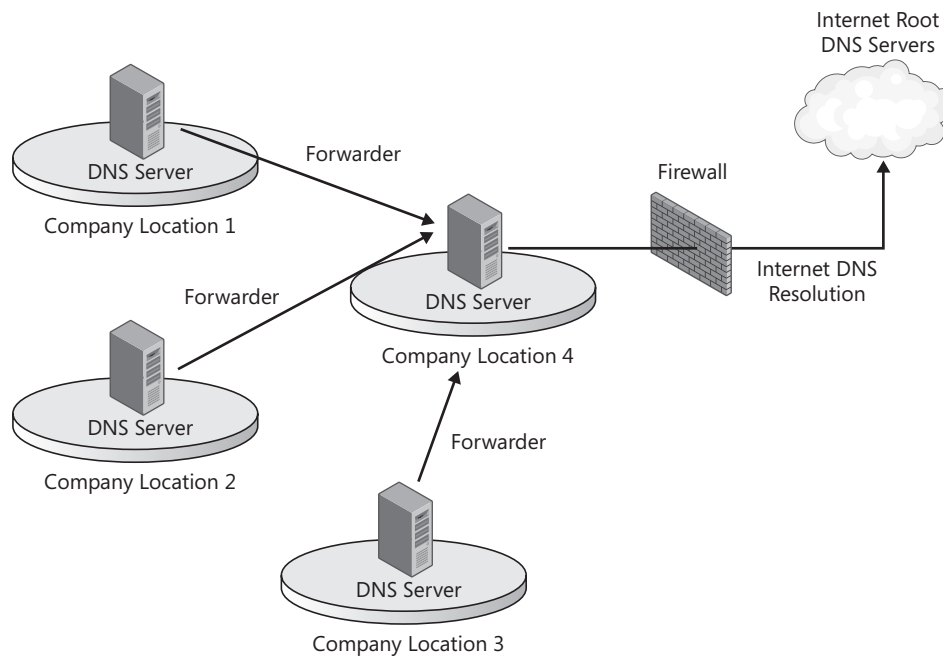 Internet Root
DNS Servers
Forwarder
DNS Server
Company Location 1
Firewall
Forwarder
DNS Server
Internet DNS
Resolution
Company Location 4
DNS Server
Company Location 2
Forwarder
DNS Server
Company Location 3